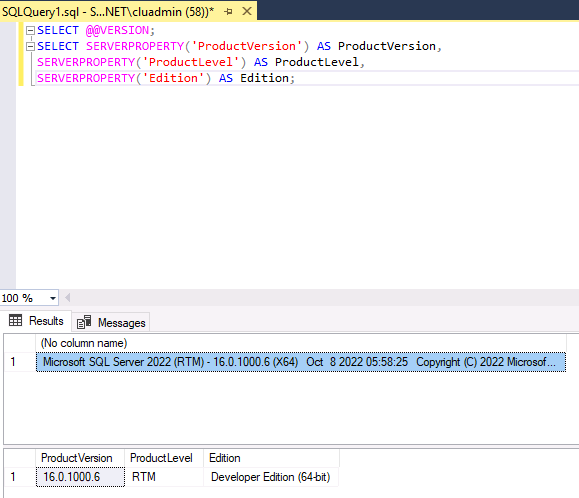 SQLQuery1.sql - S...NET\cluadmin (58))*
SELECT @@VERSION;
SELECT SERVERPROPERTY('ProductVersion') AS ProductVersion,
SERVERPROPERTY('ProductLevel') AS ProductLevel,
SERVERPROPERTY('Edition') AS Edition;
100 %
Results Messages
(No column name)
1 Microsoft SQL Server 2022 (RTM) - 16.0.1000.6 (X64) Oct 8 2022 05:58:25 Copyright (C) 2022 Microsof...
ProductVersion ProductLevel Edition
1 16.0.1000.6 RTM Developer Edition (64-bit)